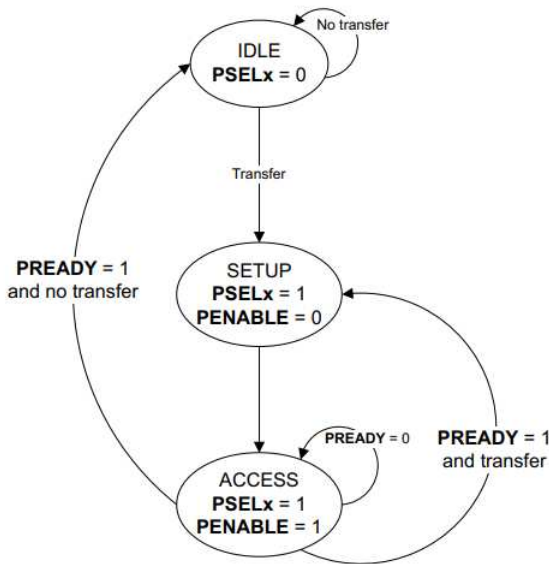 No transfer
IDLE
PSELx = 0
Transfer
PREADY = 1
and no transfer
SETUP
PSELx = 1
PENABLE = 0
PREADY = 0
PREADY = 1
and transfer
ACCESS
PSELx = 1
PENABLE = 1